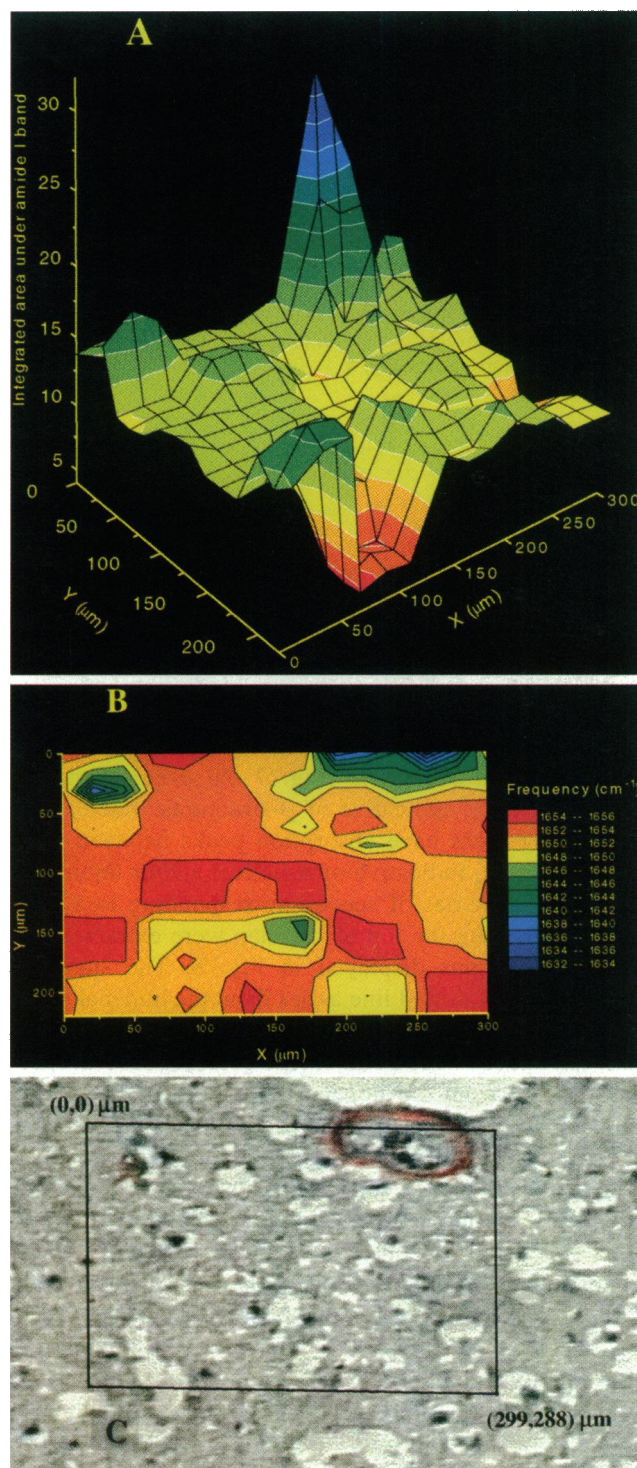 A
Integrated area under amide I band
30
25
20
15
10
5
0
50
100
150
200
Y (μm)
0
50
100
150
200
250
300
X (μm)
B
0
50
100
150
200
Y (μm)
0
50
100
150
200
250
300
X (μm)
Frequency (cm⁻¹)
1654 -- 1656
1652 -- 1654
1650 -- 1652
1648 -- 1650
1646 -- 1648
1644 -- 1646
1642 -- 1644
1640 -- 1642
1638 -- 1640
1636 -- 1638
1634 -- 1636
1632 -- 1634
(0,0) μm
(299,288) μm
C